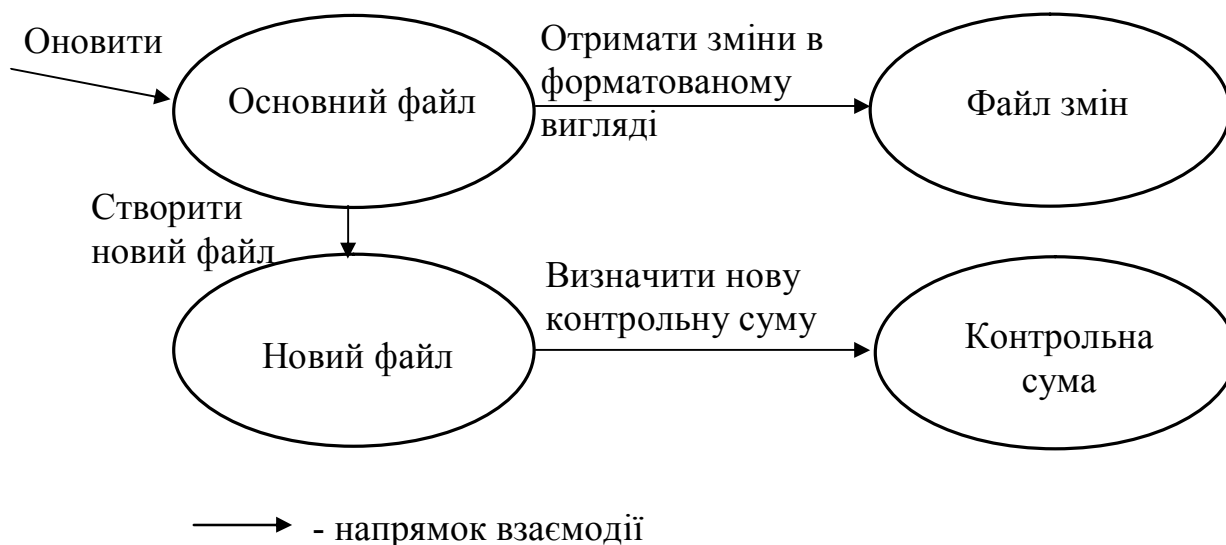 Оновити
Основний файл
Отримати зміни в
форматованому
вигляді
Файл змін
Створити
новий файл
Новий файл
Визначити нову
контрольну суму
Контрольна
сума
- напрямок взаємодії